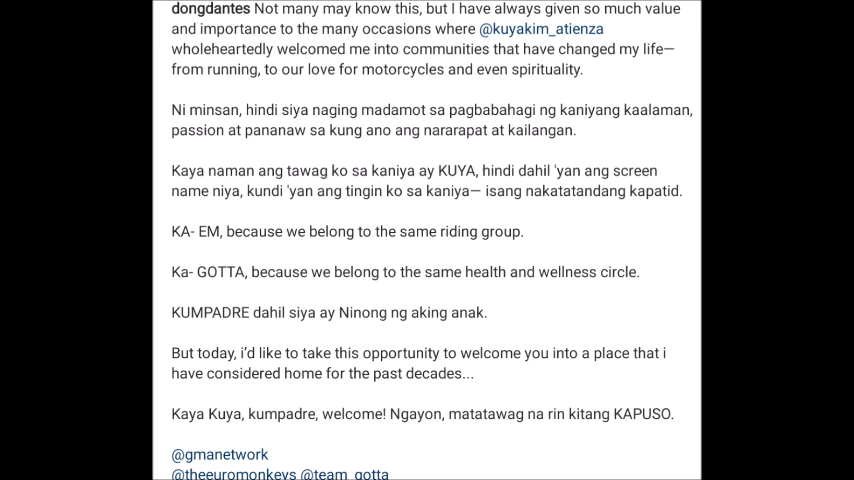 dongdantes Not many may know this, but I have always given so much value
and importance to the many occasions where @kuyakim_atienza
wholeheartedly welcomed me into communities that have changed my life—
from running, to our love for motorcycles and even spirituality.
Ni minsan, hindi siya naging madamot sa pagbabahagi ng kaniyang kaalaman,
passion at pananaw sa kung ano ang nararapat at kailangan.
Kaya naman ang tawag ko sa kaniya ay KUYA, hindi dahil 'yan ang screen
name niya, kundi 'yan ang tingin ko sa kaniya— isang nakatatandang kapatid.
KA- EM, because we belong to the same riding group.
Ka- GOTTA, because we belong to the same health and wellness circle.
KUMPADRE dahil siya ay Ninong ng aking anak.
But today, i'd like to take this opportunity to welcome you into a place that i
have considered home for the past decades...
Kaya Kuya, kumpadre, welcome! Ngayon, matatawag na rin kitang KAPUSO.
@gmanetwork
@theeuromonkeys @team_gotta